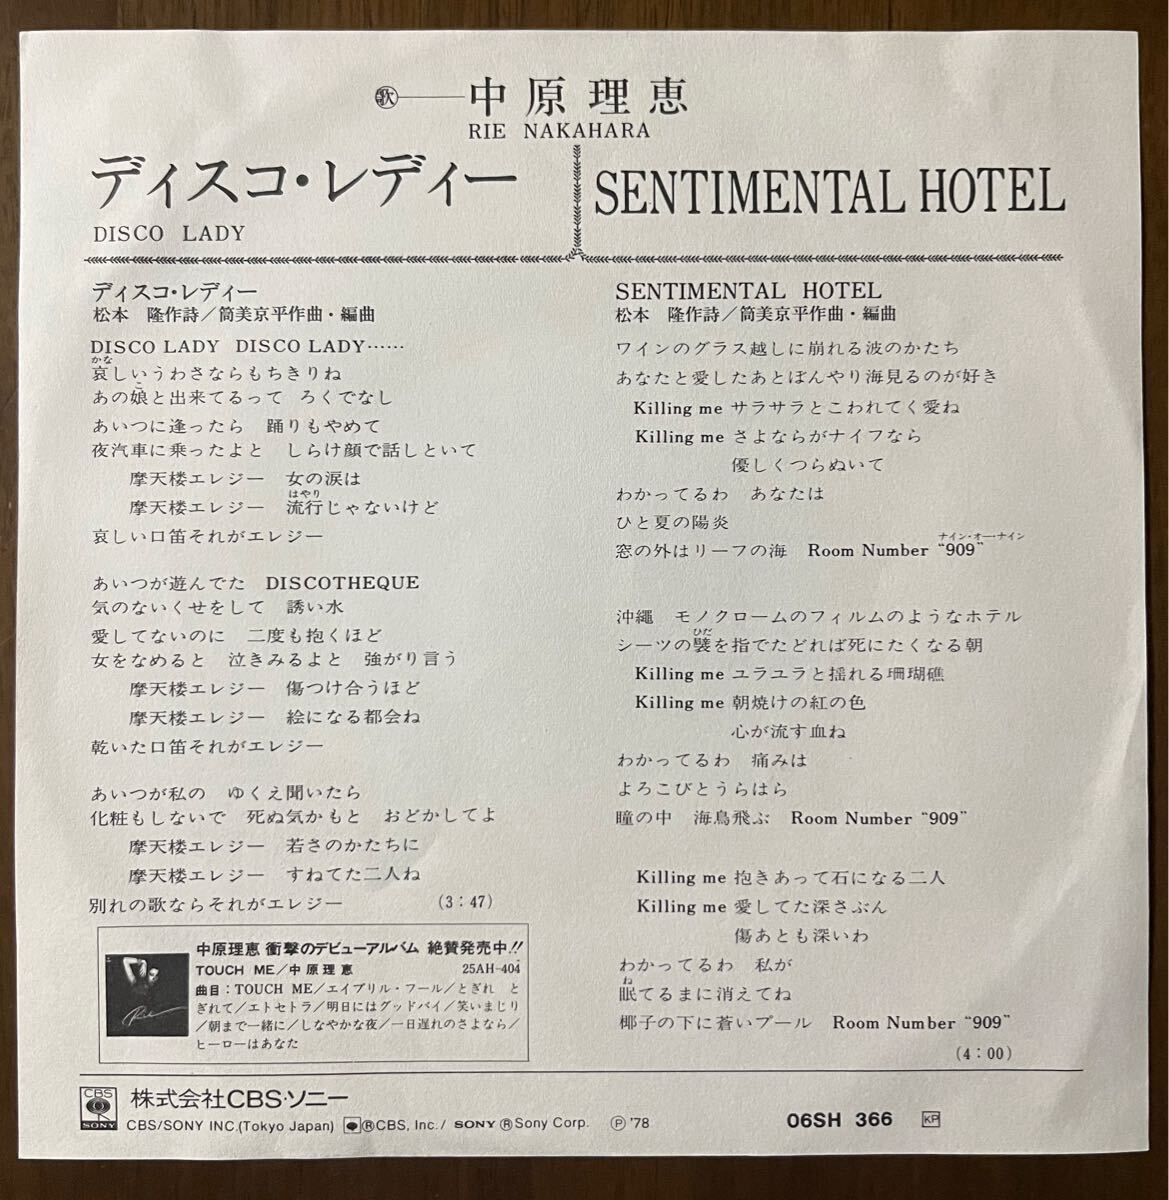 歌 中原理恵
RIE NAKAHARA
ディスコ・レディー
DISCO LADY
SENTIMENTAL HOTEL
ディスコ・レディー
松本 隆作詩／筒美京平作曲・編曲
DISCO LADY DISCO LADY……
哀しいうわさならもちきりね
かな
あの娘と出来てるって ろくでなし
こ
あいつに逢ったら 踊りもやめて
夜汽車に乗ったよと しらけ顔で話しといて
摩天楼エレジー 女の涙は
摩天楼エレジー 流行じゃないけど
はやり
哀しい口笛それがエレジー
あいつが遊んでた DISCOTHEQUE
気のないくせをして 誘い水
愛してないのに 二度も抱くほど
女をなめると 泣きみるよと 強がり言う
摩天楼エレジー 傷つけ合うほど
摩天楼エレジー 絵になる都会ね
乾いた口笛それがエレジー
あいつが私の ゆくえ聞いたら
化粧もしないで 死ぬ気かもと おどかしてよ
摩天楼エレジー 若さのかたちに
摩天楼エレジー すねてた二人ね
別れの歌ならそれがエレジー (3：47)
中原理恵 衝撃のデビューアルバム 絶賛発売中!!
TOUCH ME／中原理恵 25AH-404
曲目：TOUCH ME／エイプリル・フール／とぎれ と
ぎれて／エトセトラ／明日にはグッドバイ／笑いまじり
／朝まで一緒に／しなやかな夜／一日遅れのさよなら／
ヒーローはあなた
Rie
SENTIMENTAL HOTEL
松本 隆作詩／筒美京平作曲・編曲
ワインのグラス越しに崩れる波のかたち
あなたと愛したあとぼんやり海見るのが好き
Killing me サラサラとこわれてく愛ね
Killing me さよならがナイフなら
優しくつらぬいて
わかってるわ あなたは
ひと夏の陽炎
窓の外はリーフの海 Room Number “909”
ナイン・オー・ナイン
沖繩 モノクロームのフィルムのようなホテル
シーツの襞を指でたどれば死にたくなる朝
ひだ
Killing me ユラユラと揺れる珊瑚礁
Killing me 朝焼けの紅の色
心が流す血ね
わかってるわ 痛みは
よろこびとうらはら
瞳の中 海鳥飛ぶ Room Number “909”
Killing me 抱きあって石になる二人
Killing me 愛してた深さぶん
傷あとも深いわ
わかってるわ 私が
眠てるまに消えてね
ね
椰子の下に蒼いプール Room Number “909”
(4：00)
CBS SONY 株式会社CBS・ソニー
CBS/SONY INC.(Tokyo Japan) ®CBS, Inc./ SONY ®Sony Corp. ℗'78 06SH 366 KP